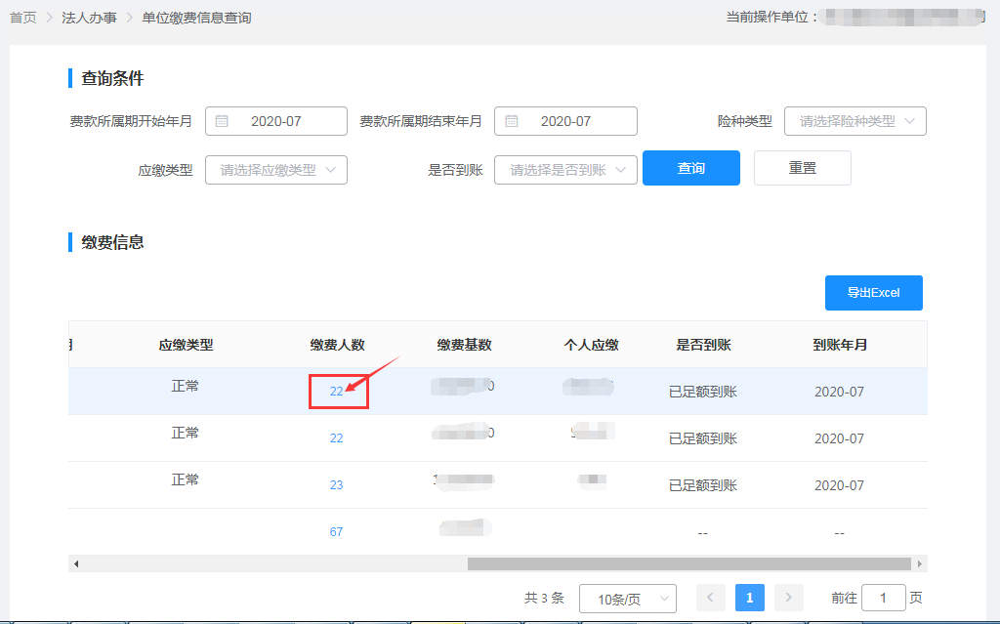 首页 > 法人办事 > 单位缴费信息查询 当前操作单位：
查询条件
费款所属期开始年月 2020-07 费款所属期结束年月 2020-07 险种类型 请选择险种类型
应缴类型 请选择应缴类型 是否到账 请选择是否到账 查询 重置
缴费信息
导出Excel
应缴类型 缴费人数 缴费基数 个人应缴 是否到账 到账年月
正常 22 已足额到账 2020-07
正常 22 已足额到账 2020-07
正常 23 已足额到账 2020-07
67 -- --
共 3 条 10条/页 < 1 > 前往 1 页